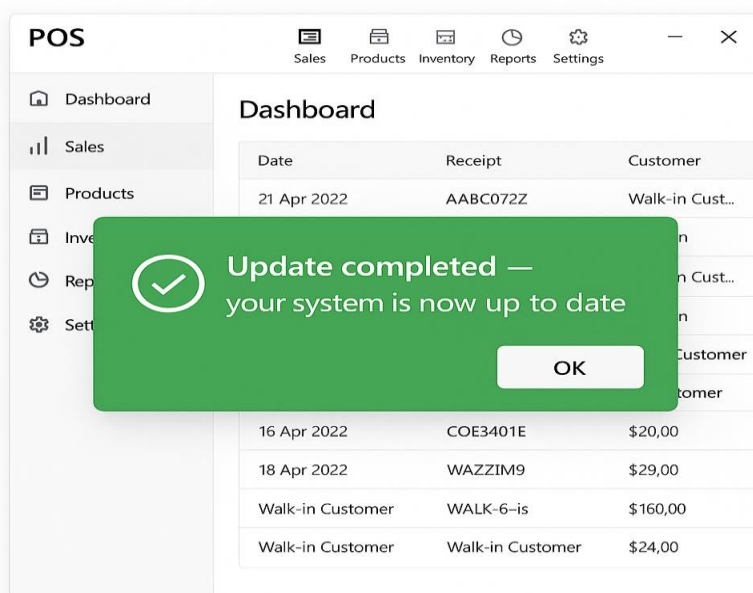 POS
Sales Products Inventory Reports Settings
Dashboard
Sales
Products
Dashboard
Date Receipt Customer
21 Apr 2022 AABC072Z Walk-in Cust...
Update completed —
your system is now up to date
OK
16 Apr 2022 COE3401E $20,00
18 Apr 2022 WAZZIM9 $29,00
Walk-in Customer WALK-6–is $160,00
Walk-in Customer Walk-in Customer $24,00